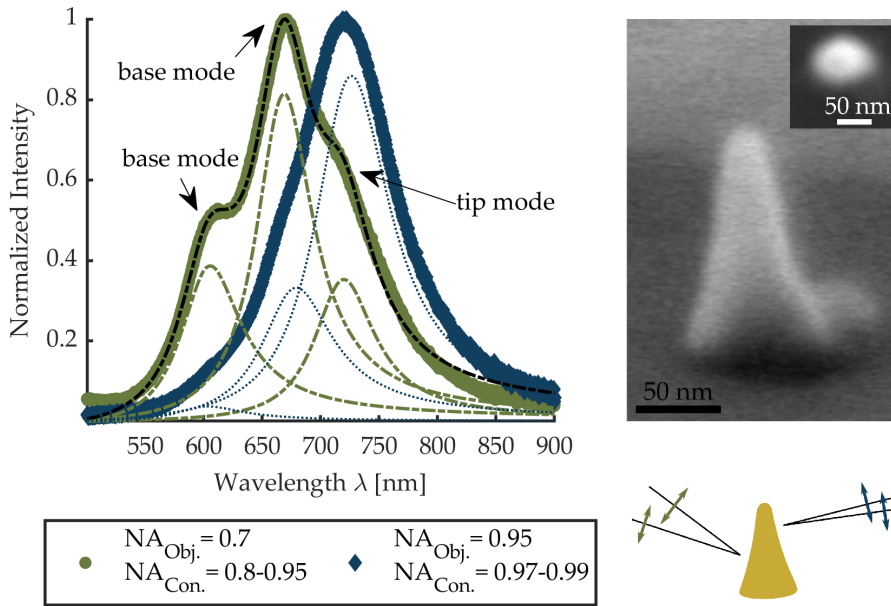 Normalized Intensity
1
0.8
0.6
0.4
0.2
base mode
base mode
tip mode
550 600 650 700 750 800 850 900
Wavelength λ [nm]
NA_Obj. = 0.7
NA_Con. = 0.8-0.95
NA_Obj. = 0.95
NA_Con. = 0.97-0.99
50 nm
50 nm